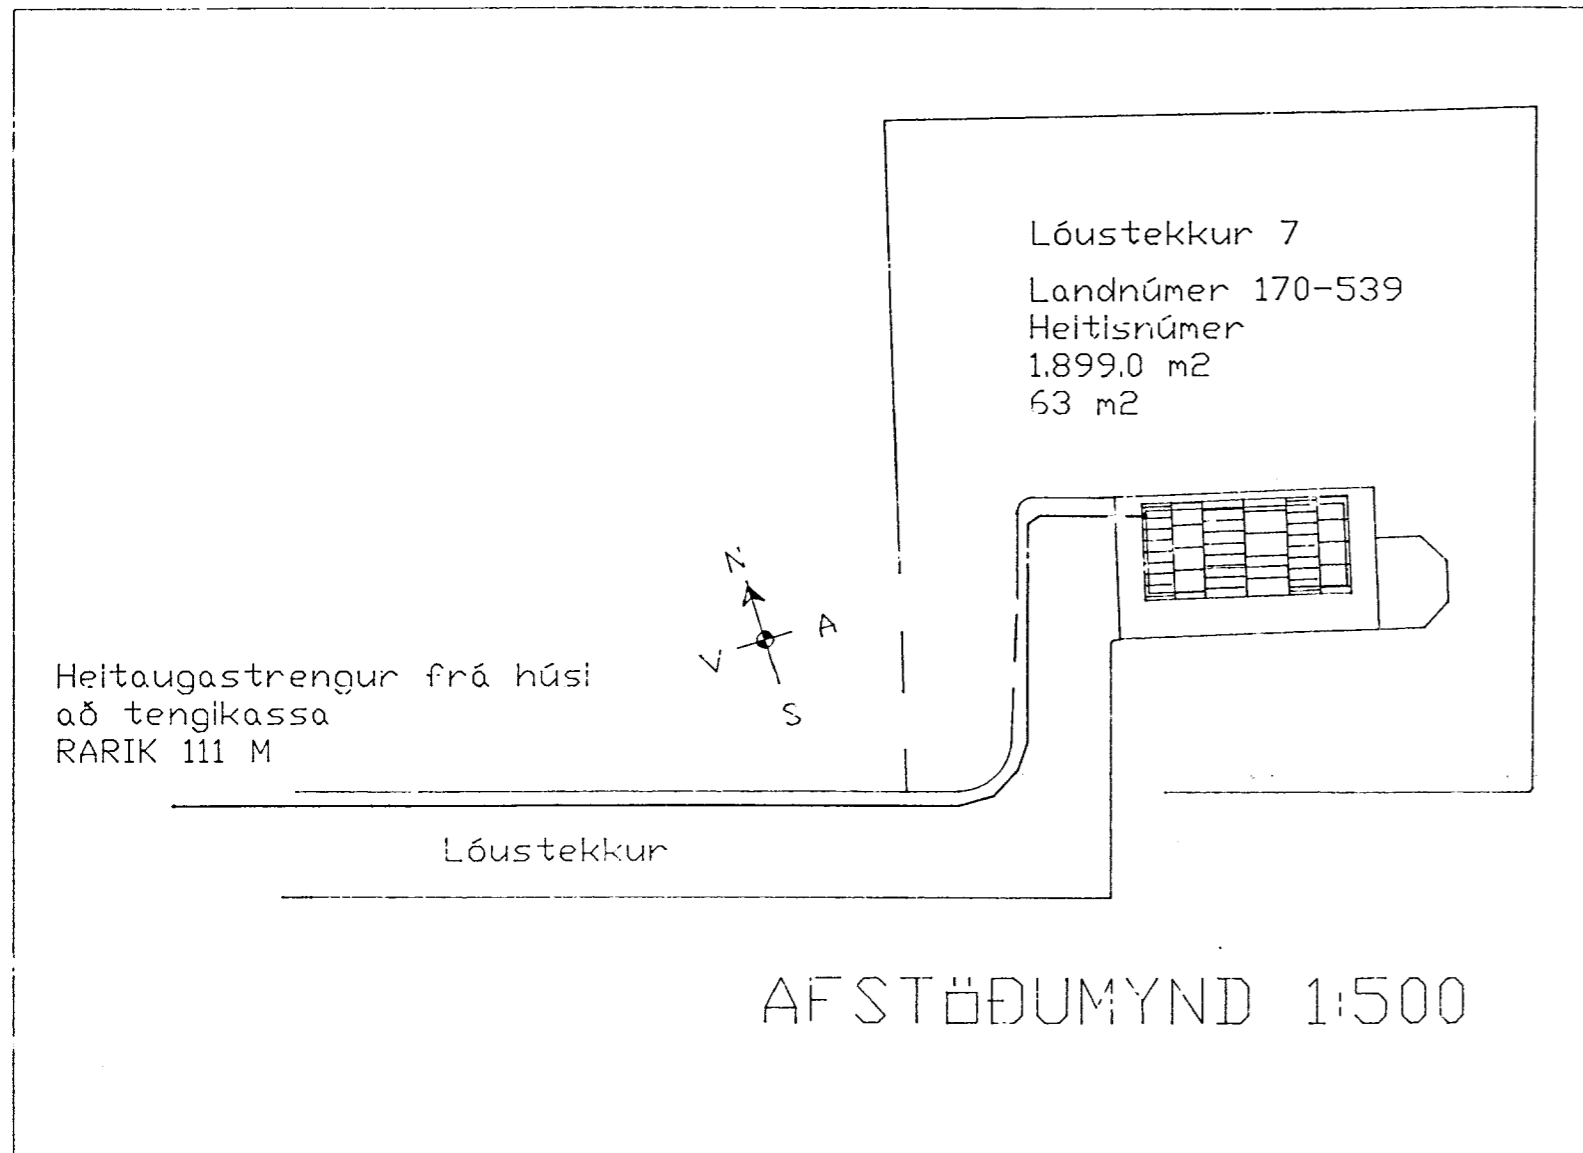 Lóustekkur 7
Landnúmer 170-539
Heitisnúmer
1.899.0 m2
63 m2
N
A
V
S
Heitaugastrengur frá húsi
að tengikassa
RARIK 111 M
Lóustekkur
AFSTÖÐUMYND 1:500